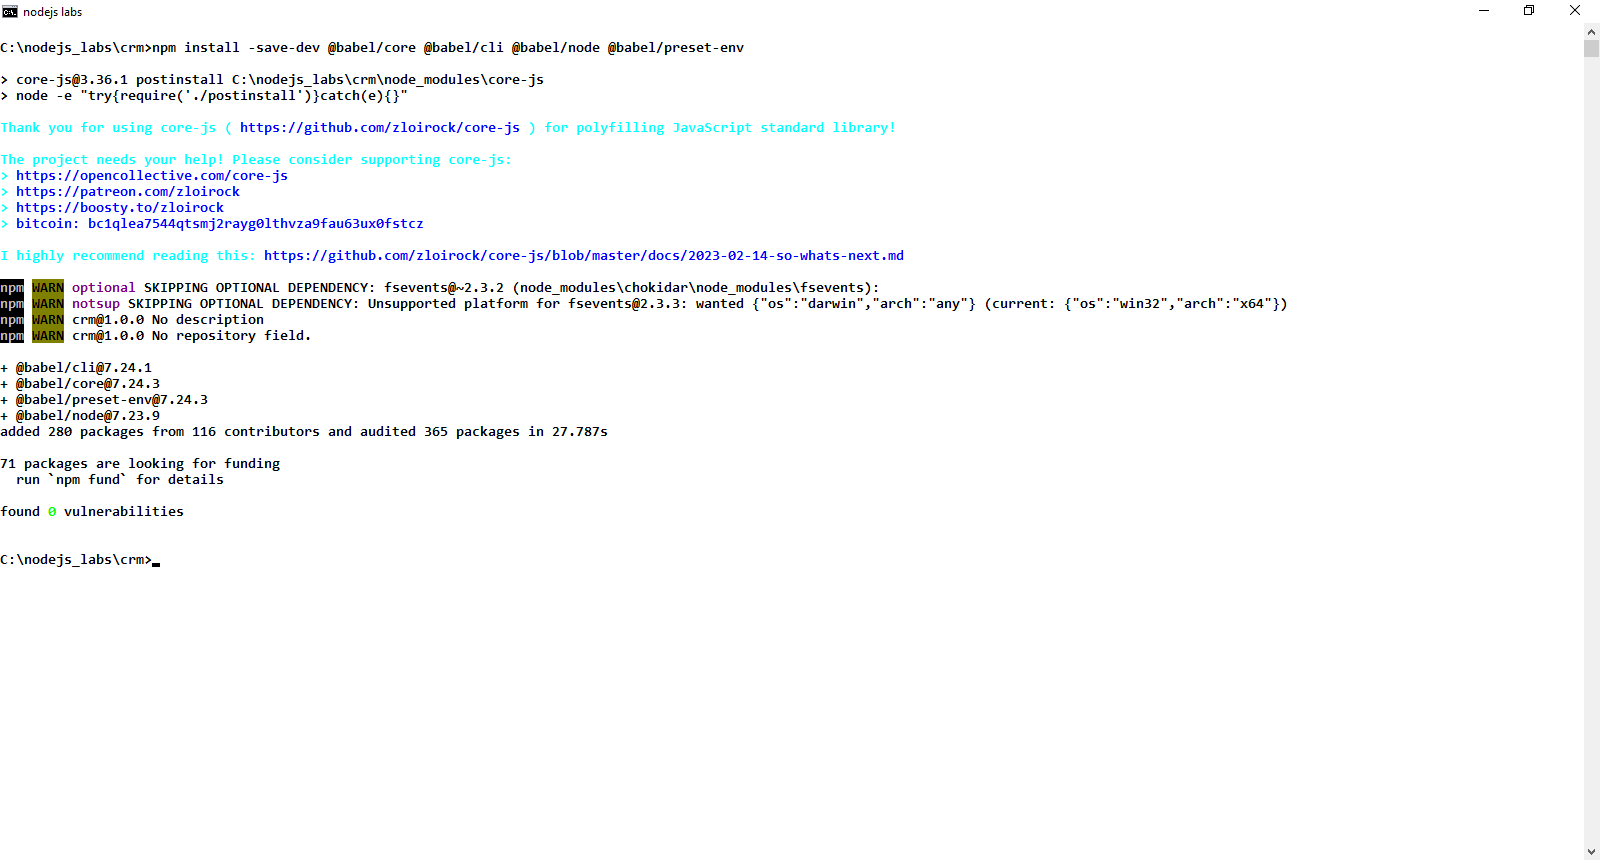 nodejs labs
C:\nodejs_labs\crm>npm install -save-dev @babel/core @babel/cli @babel/node @babel/preset-env
> core-js@3.36.1 postinstall C:\nodejs_labs\crm\node_modules\core-js
> node -e "try{require('./postinstall')}catch(e){}"
Thank you for using core-js ( https://github.com/zloirock/core-js ) for polyfilling JavaScript standard library!
The project needs your help! Please consider supporting core-js:
> https://opencollective.com/core-js
> https://patreon.com/zloirock
> https://boosty.to/zloirock
> bitcoin: bc1qlea7544qtsmj2rayg0lthvza9fau63ux0fstcz
I highly recommend reading this: https://github.com/zloirock/core-js/blob/master/docs/2023-02-14-so-whats-next.md
npm WARN optional SKIPPING OPTIONAL DEPENDENCY: fsevents@~2.3.2 (node_modules\chokidar\node_modules\fsevents):
npm WARN notsup SKIPPING OPTIONAL DEPENDENCY: Unsupported platform for fsevents@2.3.3: wanted {"os":"darwin","arch":"any"} (current: {"os":"win32","arch":"x64"})
npm WARN crm@1.0.0 No description
npm WARN crm@1.0.0 No repository field.
+ @babel/cli@7.24.1
+ @babel/core@7.24.3
+ @babel/preset-env@7.24.3
+ @babel/node@7.23.9
added 280 packages from 116 contributors and audited 365 packages in 27.787s
71 packages are looking for funding
run `npm fund` for details
found 0 vulnerabilities
C:\nodejs_labs\crm>